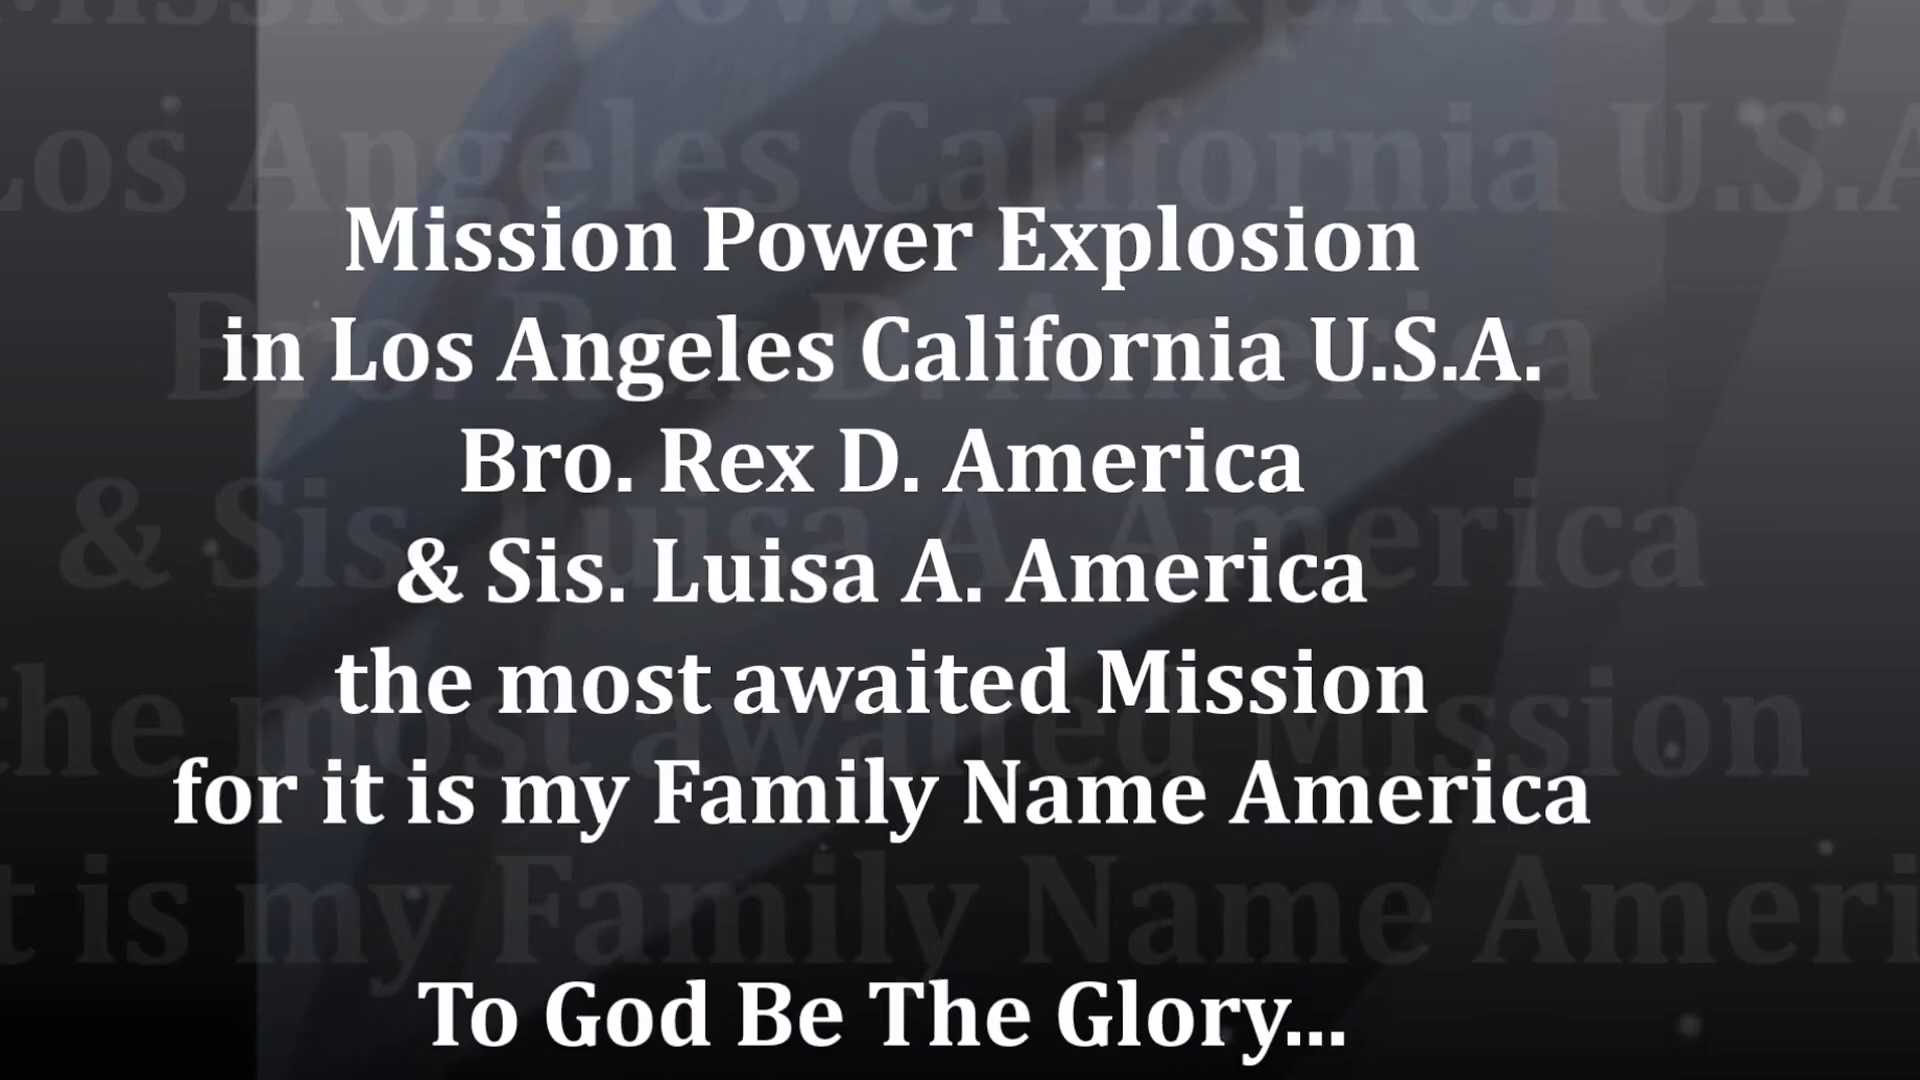 Mission Power Explosion
in Los Angeles California U.S.A.
Bro. Rex D. America
& Sis. Luisa A. America
the most awaited Mission
for it is my Family Name America
To God Be The Glory...